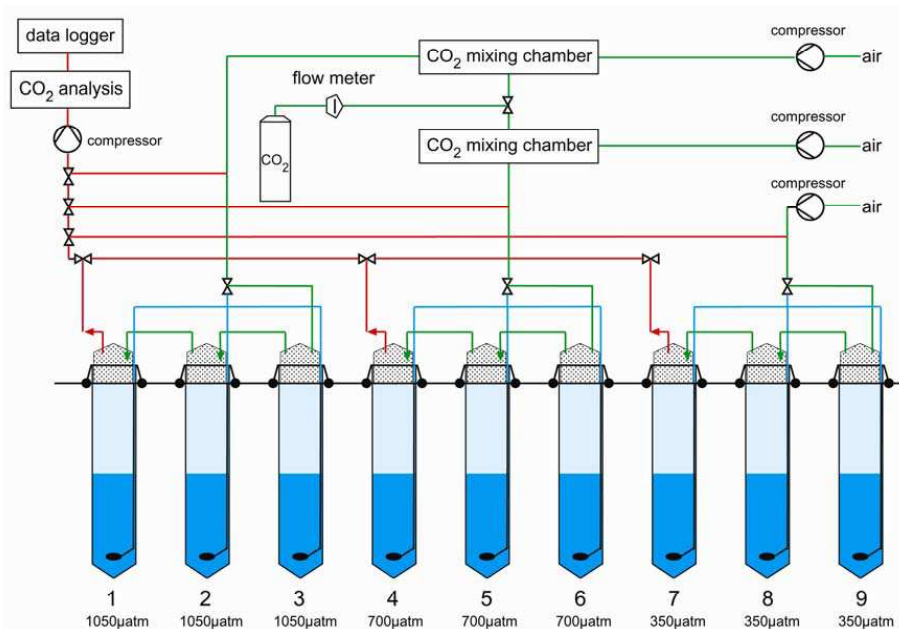 data logger
CO₂ analysis
compressor
flow meter
CO₂
CO₂ mixing chamber
compressor
air
CO₂ mixing chamber
compressor
air
compressor
air
1 2 3 4 5 6 7 8 9
1050µatm 1050µatm 1050µatm 700µatm 700µatm 700µatm 350µatm 350µatm 350µatm